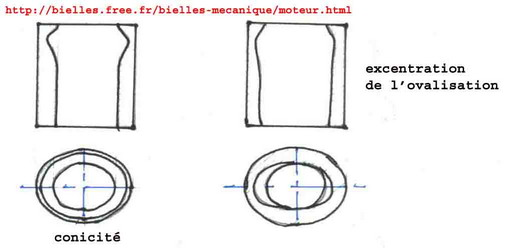 http://bielles.free.fr/bielles-mecanique/moteur.html
excentration
de l'ovalisation
conicité